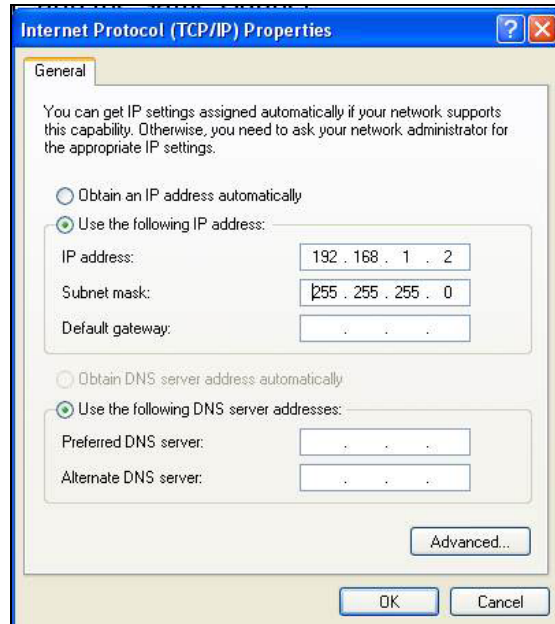 Internet Protocol (TCP/IP) Properties
General
You can get IP settings assigned automatically if your network supports
this capability. Otherwise, you need to ask your network administrator for
the appropriate IP settings.
Obtain an IP address automatically
Use the following IP address:
IP address: 192 . 168 . 1 . 2
Subnet mask: 255 . 255 . 255 . 0
Default gateway: . . .
Obtain DNS server address automatically
Use the following DNS server addresses:
Preferred DNS server: . . .
Alternate DNS server: . . .
Advanced...
OK Cancel